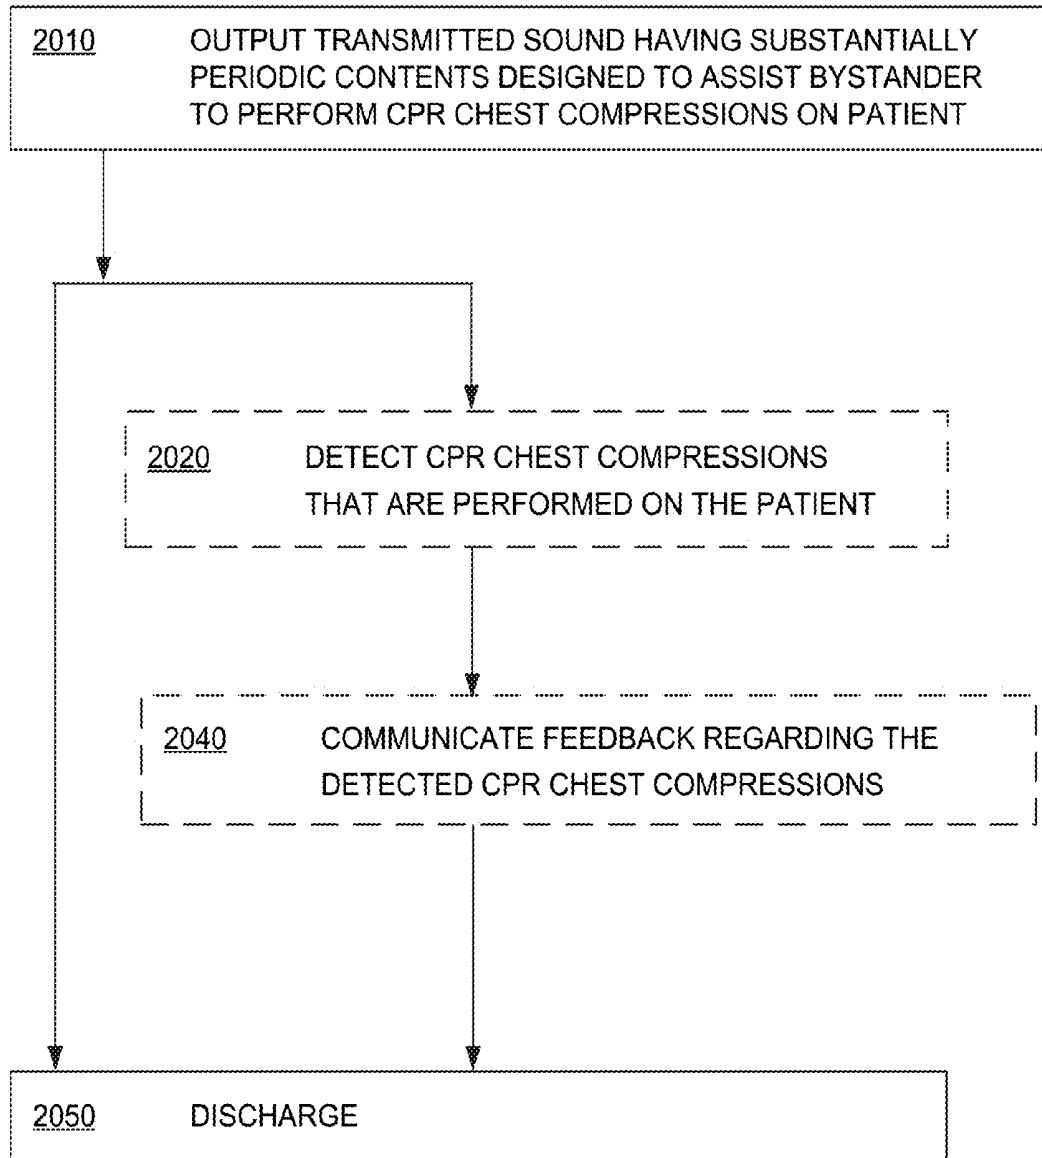 2010 OUTPUT TRANSMITTED SOUND HAVING SUBSTANTIALLY
PERIODIC CONTENTS DESIGNED TO ASSIST BYSTANDER
TO PERFORM CPR CHEST COMPRESSIONS ON PATIENT
2020 DETECT CPR CHEST COMPRESSIONS
THAT ARE PERFORMED ON THE PATIENT
2040 COMMUNICATE FEEDBACK REGARDING THE
DETECTED CPR CHEST COMPRESSIONS
2050 DISCHARGE